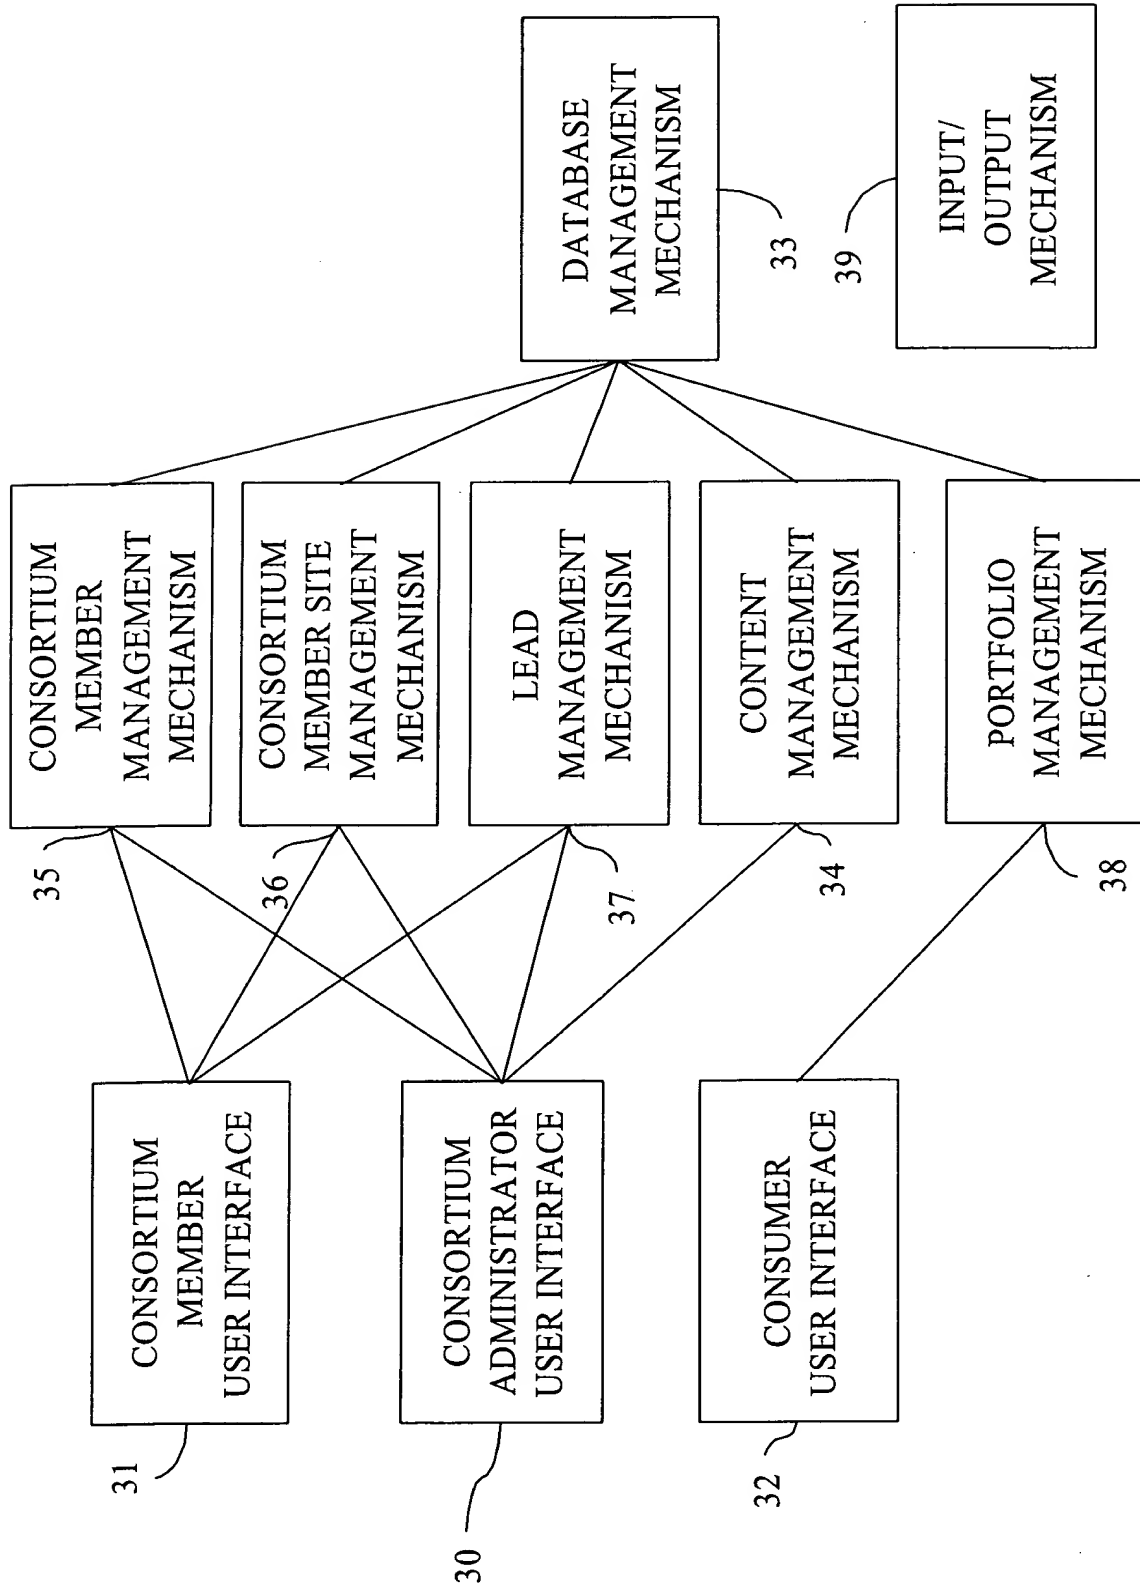 CONSORTIUM
MEMBER
USER INTERFACE
31
CONSORTIUM
ADMINISTRATOR
USER INTERFACE
30
CONSUMER
USER INTERFACE
32
CONSORTIUM
MEMBER
MANAGEMENT
MECHANISM
35
CONSORTIUM
MEMBER SITE
MANAGEMENT
MECHANISM
36
LEAD
MANAGEMENT
MECHANISM
37
CONTENT
MANAGEMENT
MECHANISM
34
PORTFOLIO
MANAGEMENT
MECHANISM
38
DATABASE
MANAGEMENT
MECHANISM
33
39
INPUT/
OUTPUT
MECHANISM